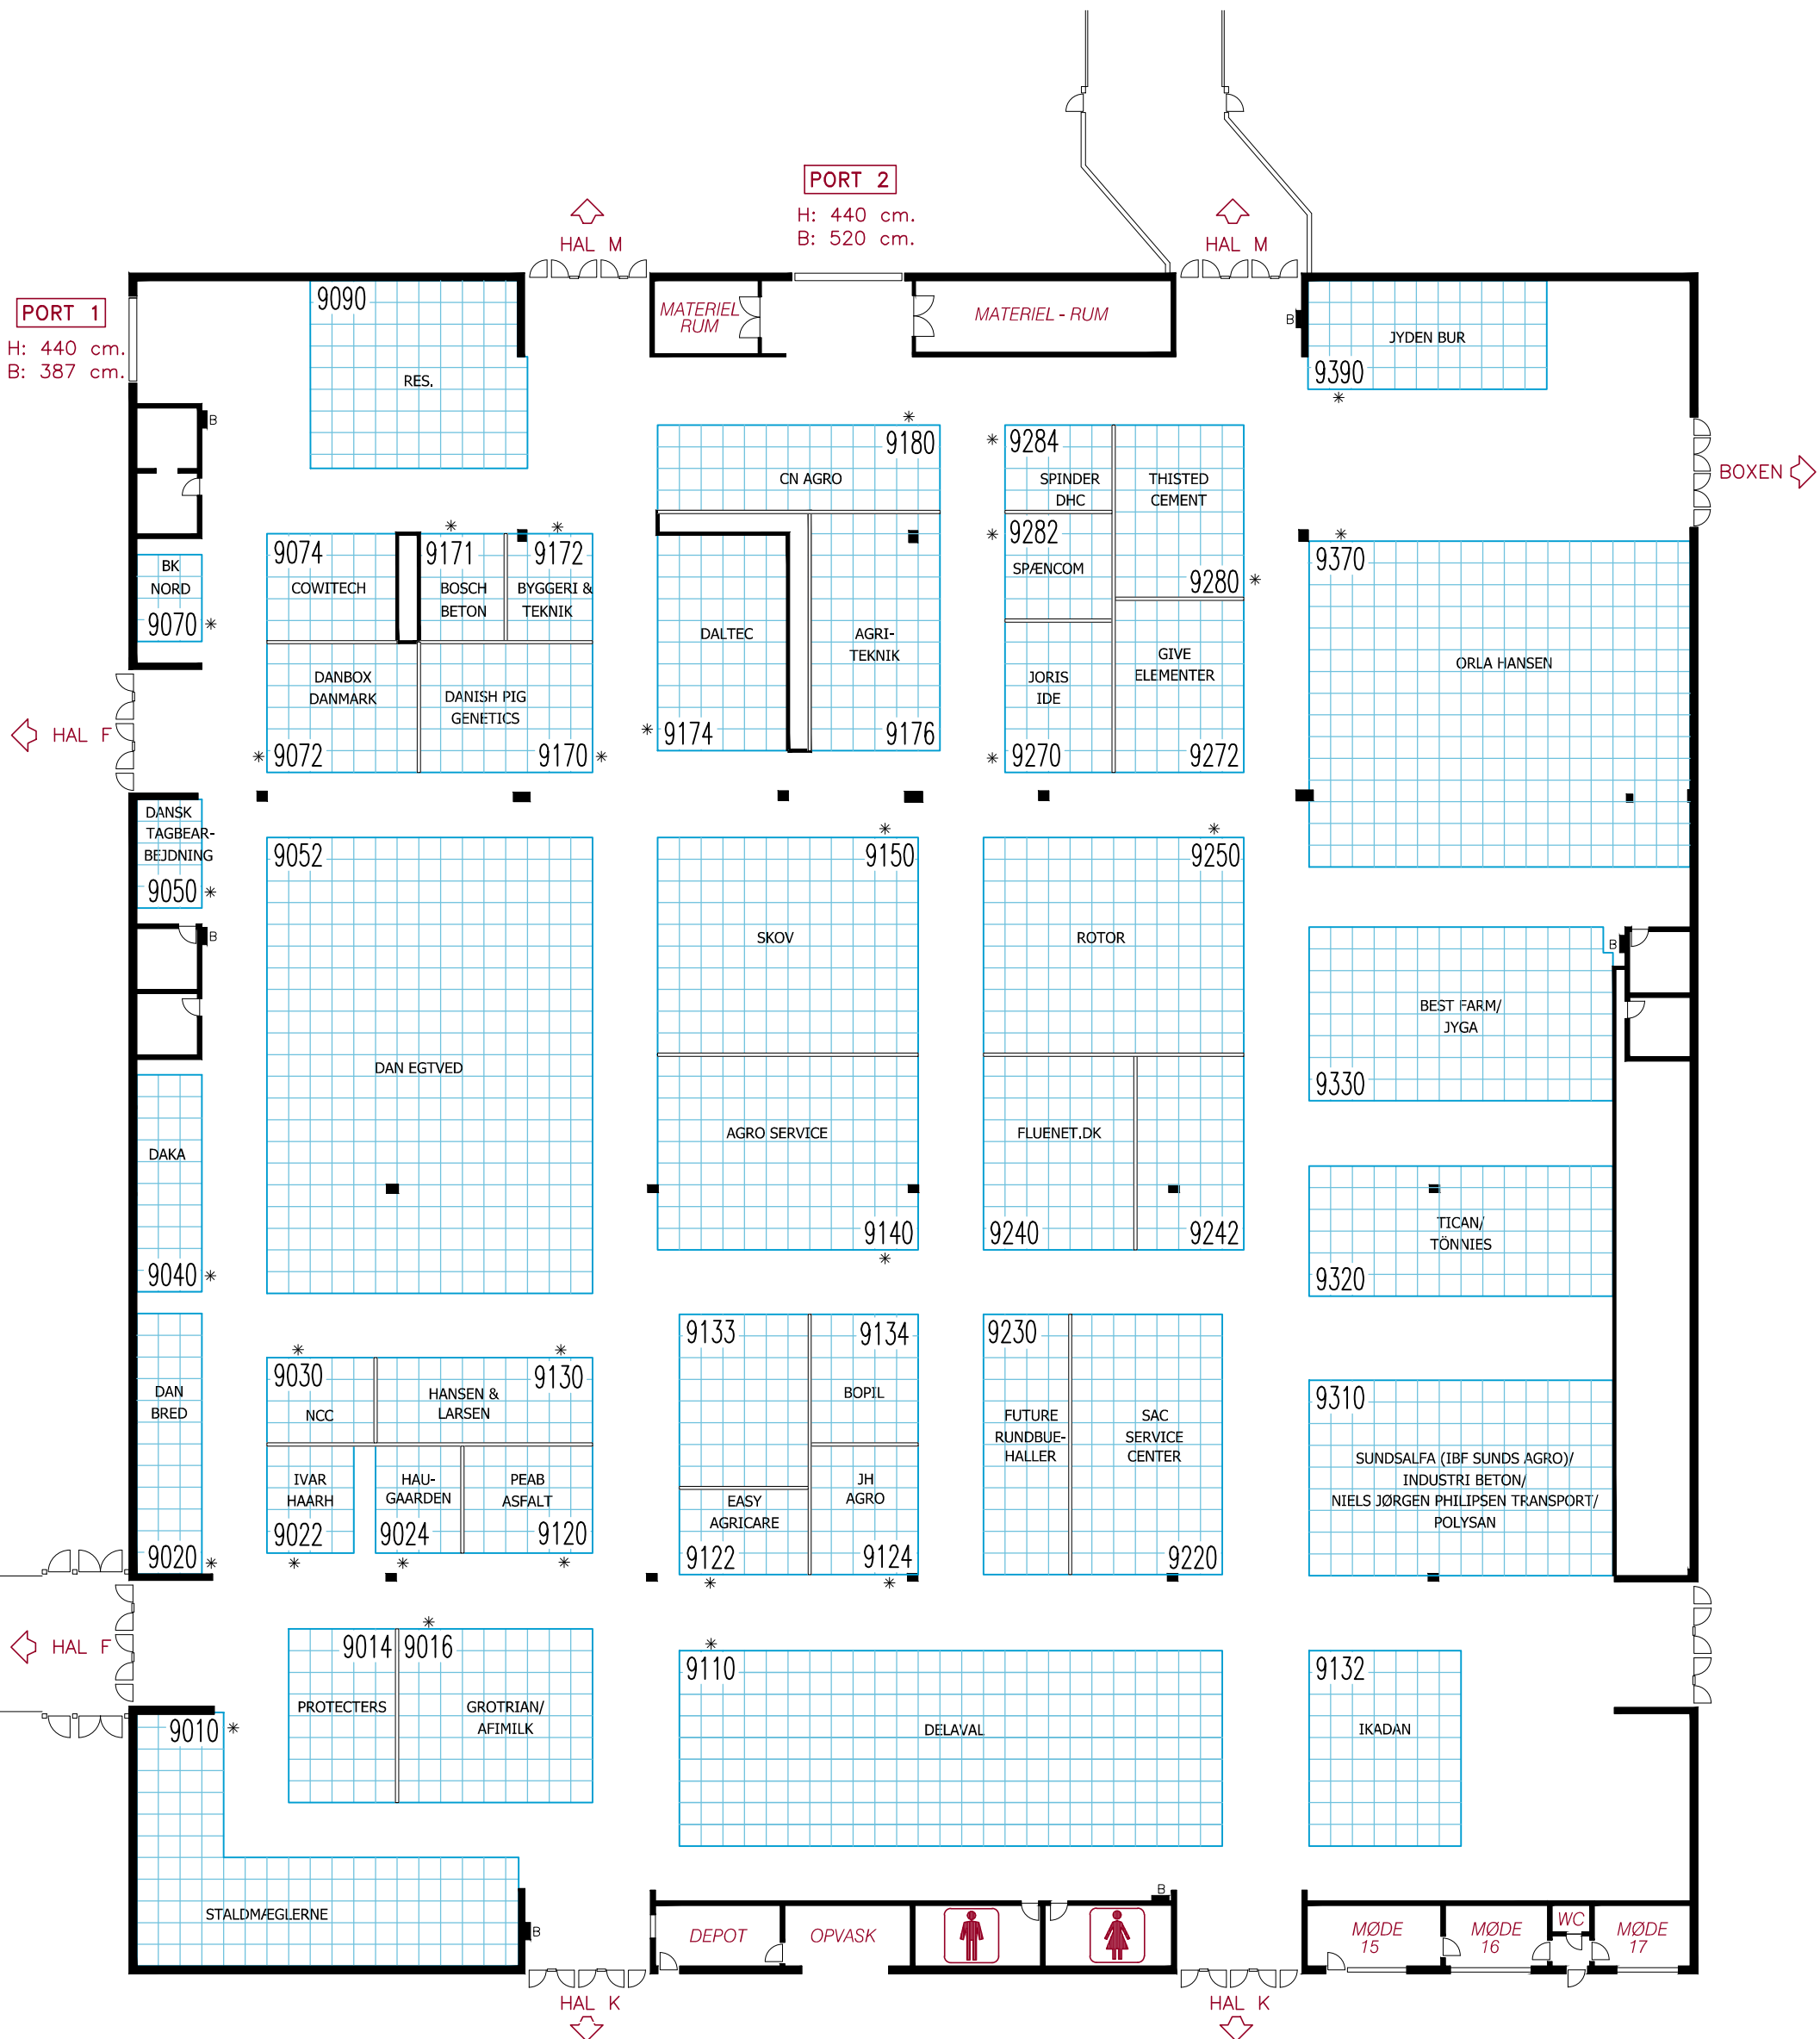 PORT 2
H: 440 cm.
B: 520 cm.
HAL M
HAL M
PORT 1
H: 440 cm.
B: 387 cm.
9090
RES.
MATERIEL
RUM
MATERIEL - RUM
B
JYDEN BUR
9390
*
B
BOXEN
*
9180
CN AGRO
*
9284
SPINDER
DHC
THISTED
CEMENT
*
9282
SPÆNCOM
9280 *
*
9370
ORLA HANSEN
BK
NORD
9070 *
9074
COWITECH
*
9171
BOSCH
BETON
*
9172
BYGGERI &
TEKNIK
DANBOX
DANMARK
* 9072
DANISH PIG
GENETICS
9170 *
DALTEC
* 9174
AGRI-
TEKNIK
9176
JORIS
IDE
* 9270
GIVE
ELEMENTER
9272
HAL F
DANSK
TAGBEAR-
BEJDNING
9050 *
B
9052
DAN EGTVED
*
9150
SKOV
*
9250
ROTOR
B
BEST FARM/
JYGA
9330
DAKA
9040 *
AGRO SERVICE
9140
*
FLUENET.DK
9240
9242
TICAN/
TÖNNIES
9320
DAN
BRED
9020 *
*
9030
NCC
*
9130
HANSEN &
LARSEN
IVAR
HAARH
9022
*
HAU-
GAARDEN
9024
*
PEAB
ASFALT
9120
*
9133
9134
BOPIL
EASY
AGRICARE
9122
*
JH
AGRO
9124
*
9230
FUTURE
RUNDBUE-
HALLER
SAC
SERVICE
CENTER
9220
9310
SUNDSALFA (IBF SUNDS AGRO)/
INDUSTRI BETON/
NIELS JØRGEN PHILIPSEN TRANSPORT/
POLYSAN
HAL F
9014
PROTECTERS
*
9016
GROTRIAN/
AFIMILK
*
9110
DELAVAL
9132
IKADAN
9010 *
STALDMÆGLERNE
B
DEPOT
OPVASK
B
MØDE
15
MØDE
16
WC
MØDE
17
HAL K
HAL K